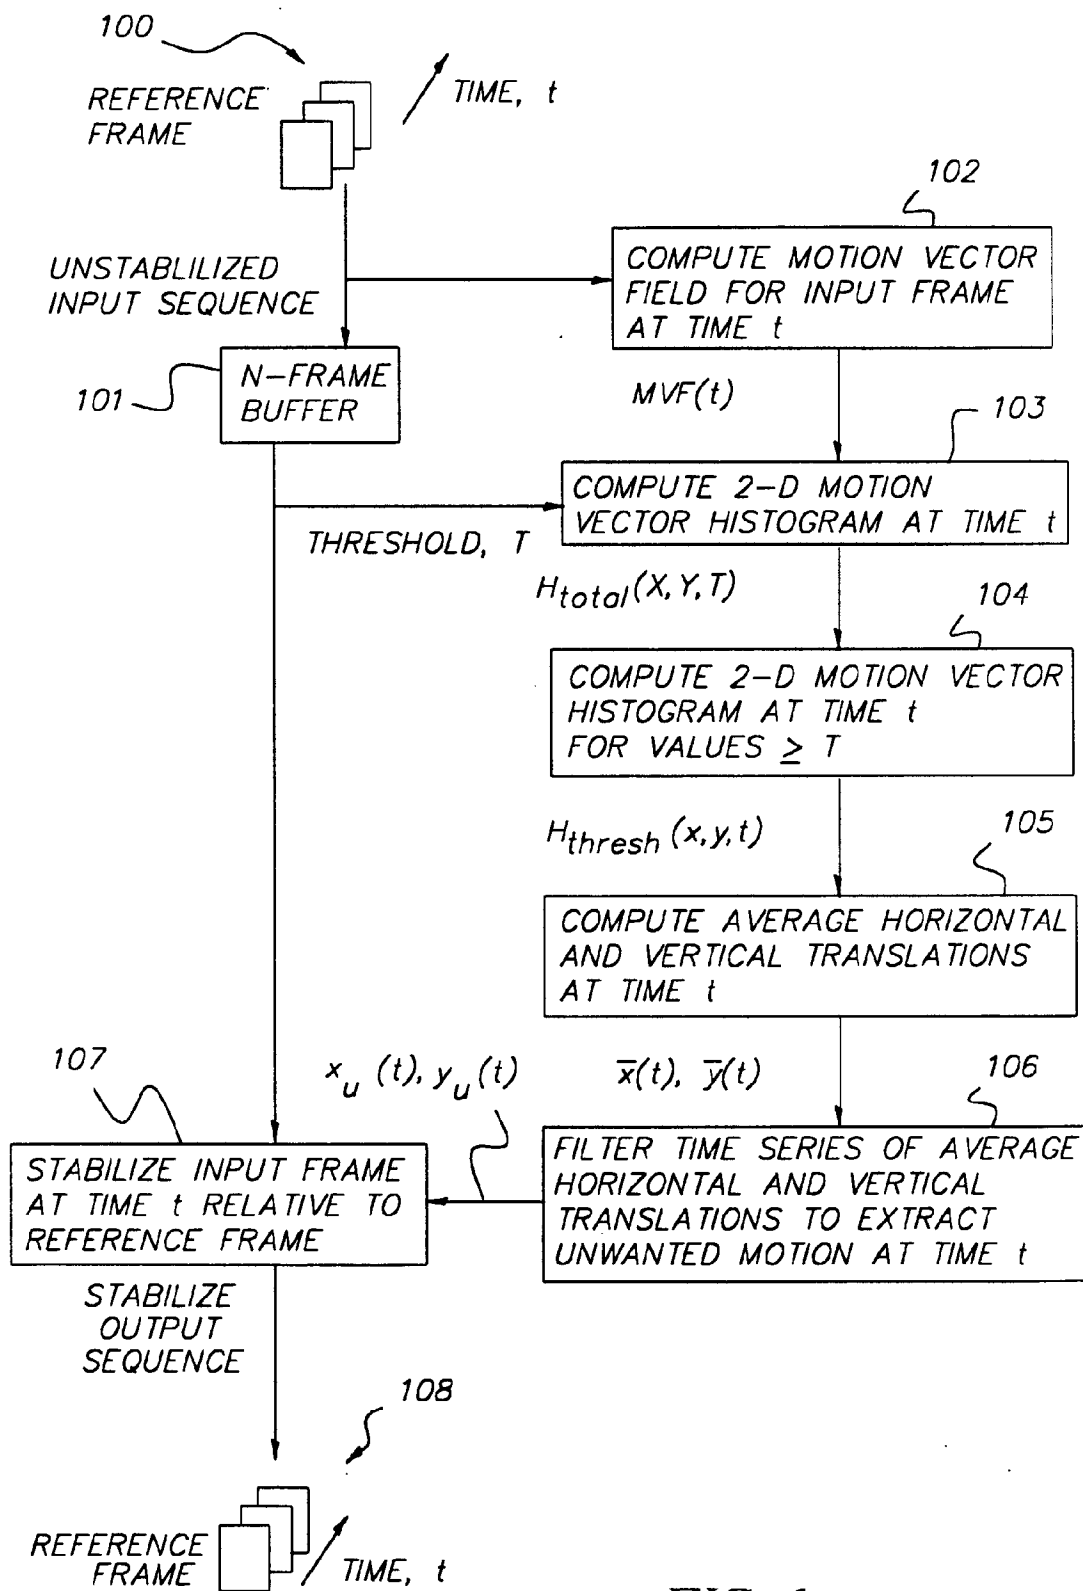 100
REFERENCE
FRAME
TIME, t
102
UNSTABLILIZED
INPUT SEQUENCE
COMPUTE MOTION VECTOR
FIELD FOR INPUT FRAME
AT TIME t
101
N-FRAME
BUFFER
MVF(t)
103
COMPUTE 2-D MOTION
VECTOR HISTOGRAM AT TIME t
THRESHOLD, T
H_total(X,Y,T)
104
COMPUTE 2-D MOTION VECTOR
HISTOGRAM AT TIME t
FOR VALUES ≥ T
H_thresh(x,y,t)
105
COMPUTE AVERAGE HORIZONTAL
AND VERTICAL TRANSLATIONS
AT TIME t
107
x_u(t), y_u(t)
x̄(t), ȳ(t)
106
STABILIZE INPUT FRAME
AT TIME t RELATIVE TO
REFERENCE FRAME
FILTER TIME SERIES OF AVERAGE
HORIZONTAL AND VERTICAL
TRANSLATIONS TO EXTRACT
UNWANTED MOTION AT TIME t
STABILIZE
OUTPUT
SEQUENCE
108
REFERENCE
FRAME
TIME, t